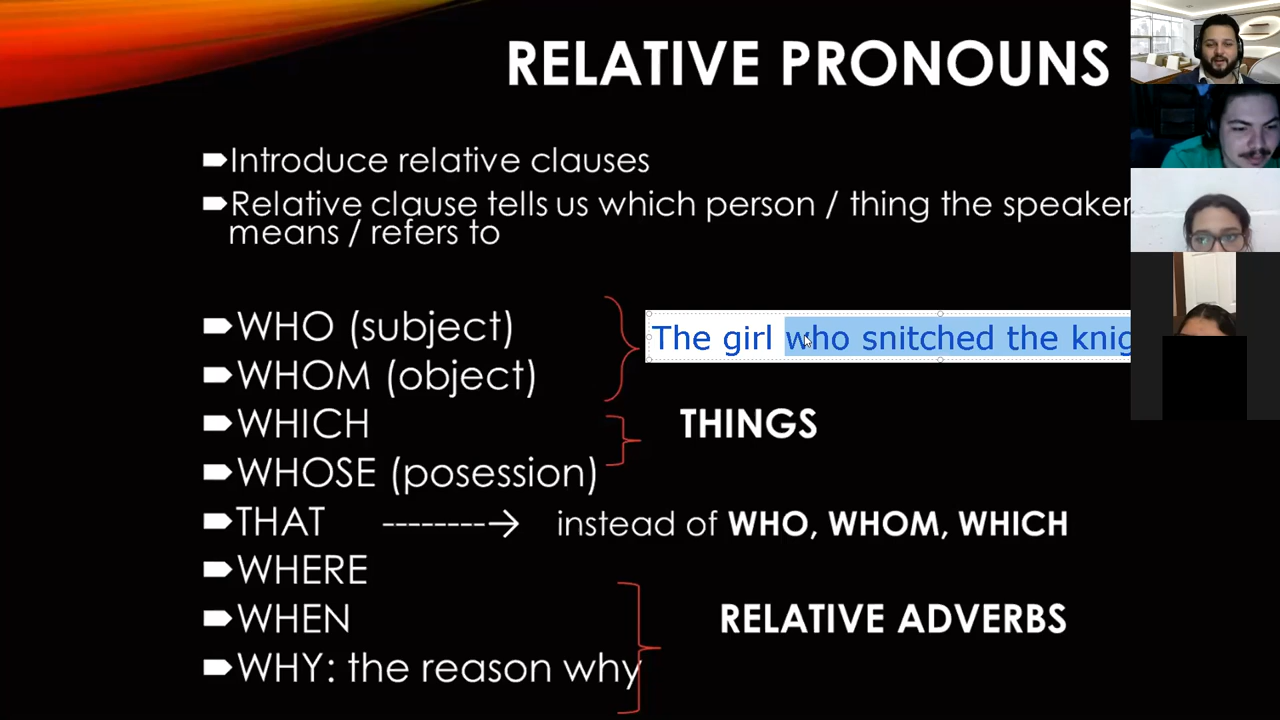 RELATIVE PRONOUNS
Introduce relative clauses
Relative clause tells us which person / thing the speaker
means / refers to
WHO (subject)
The girl who snitched the
WHOM (object)
WHICH
THINGS
WHOSE (posession)
THAT --------→ instead of WHO, WHOM, WHICH
WHERE
WHEN
RELATIVE ADVERBS
WHY: the reason why